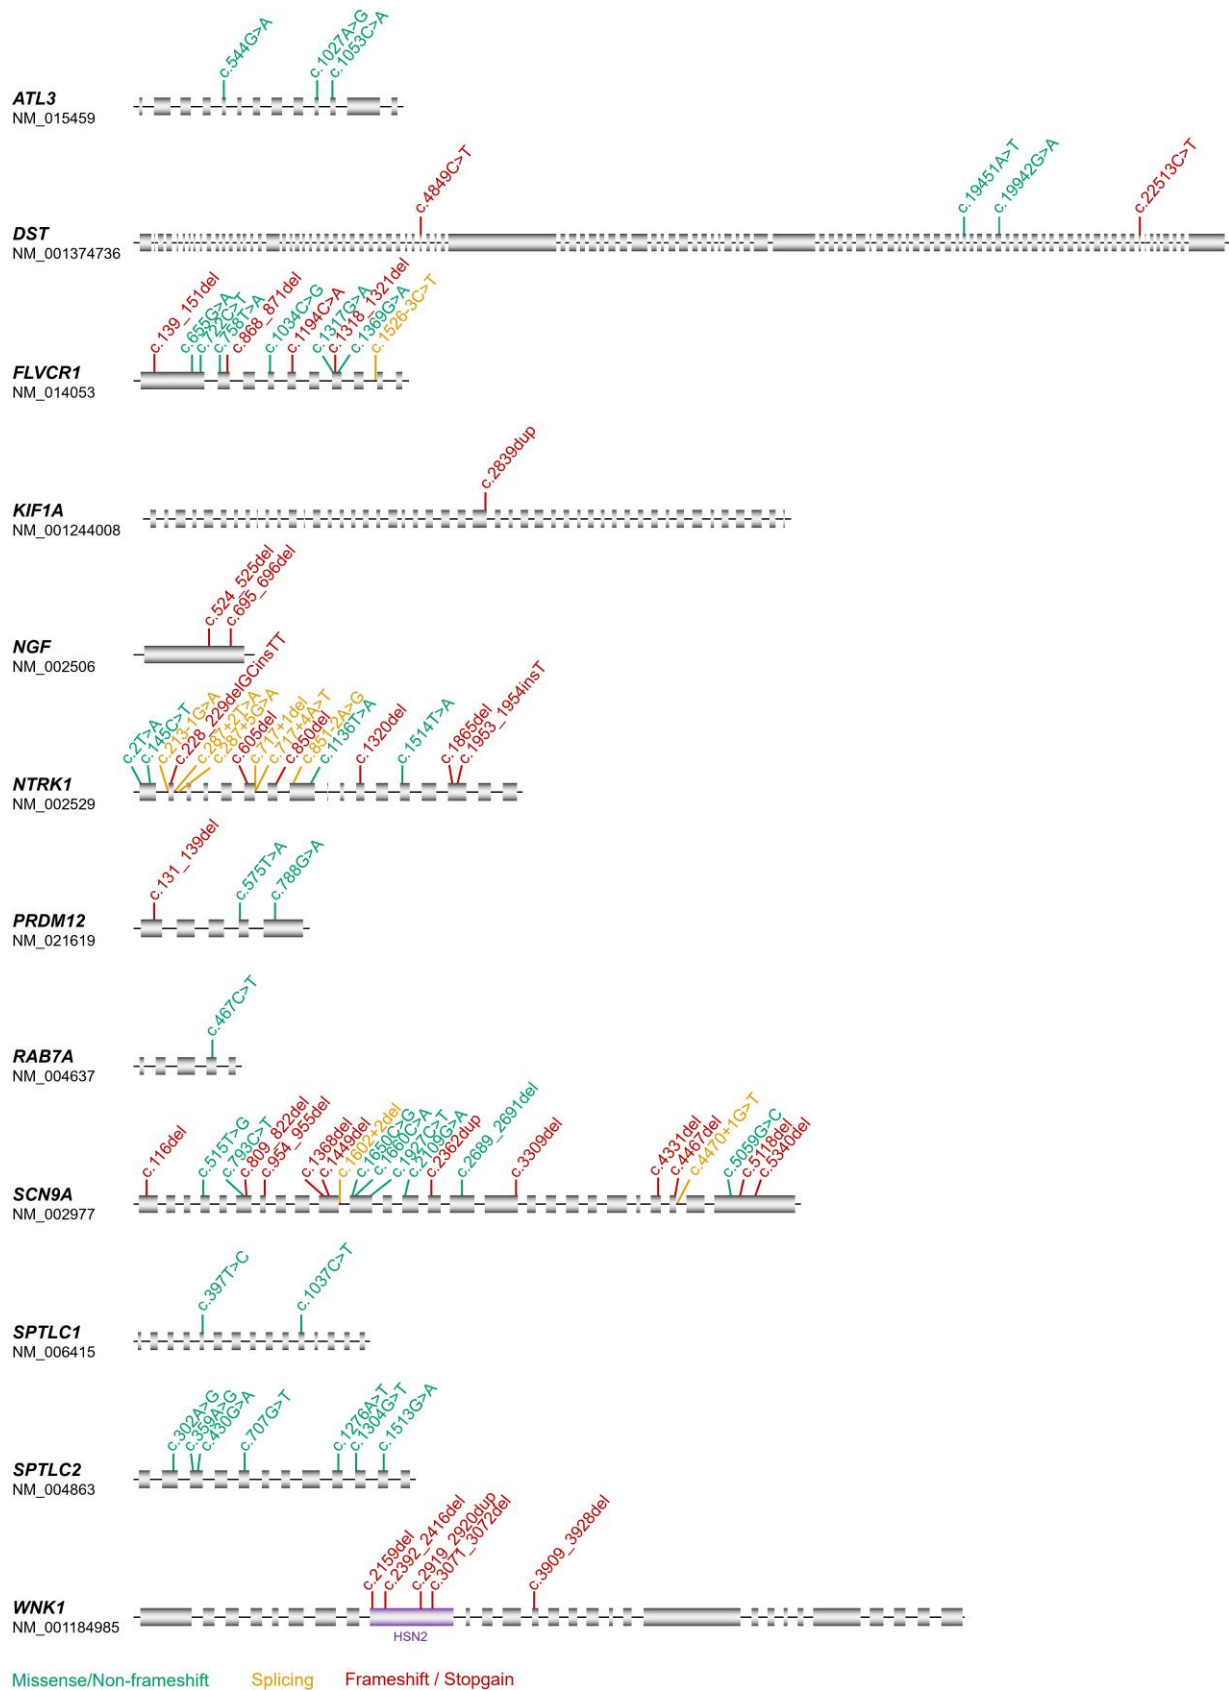 c.544G>A
c.1027A>G
c.1053C>A
ATL3
NM_015459
c.4849C>T
c.19451A>T
c.19942G>A
c.22513C>T
DST
NM_001374736
c.139_151del
c.655G>A
c.722C>T
c.758T>A
c.868_871del
c.1034C>G
c.1194C>A
c.1317G>A
c.1318_1321del
c.1369G>A
c.1526-3C>T
FLVCR1
NM_014053
c.2839dup
KIF1A
NM_001244008
c.524_525del
c.695_696del
NGF
NM_002506
c.2T>A
c.145C>T
c.213-1G>A
c.228_229delGCinsTT
c.287+2T>A
c.287+5G>A
c.605del
c.717+1del
c.717+4A>T
c.850del
c.851-2A>G
c.1136T>A
c.1320del
c.1514T>A
c.1865del
c.1953_1954insT
NTRK1
NM_002529
c.131_139del
c.575T>A
c.788G>A
PRDM12
NM_021619
c.467C>T
RAB7A
NM_004637
c.116del
c.515T>G
c.793C>T
c.809_822del
c.954_955del
c.1368del
c.1449del
c.1602+2del
c.1650C>G
c.1660C>A
c.1927C>T
c.2109G>A
c.2362dup
c.2689_2691del
c.3309del
c.4331del
c.4467del
c.4470+1G>T
c.5059G>C
c.5118del
c.5340del
SCN9A
NM_002977
c.397T>C
c.1037C>T
SPTLC1
NM_006415
c.302A>G
c.359A>G
c.430G>A
c.707G>T
c.1276A>T
c.1304G>T
c.1513G>A
SPTLC2
NM_004863
c.2159del
c.2392_2416del
c.2919_2920dup
c.3071_3072del
c.3909_3928del
WNK1
NM_001184985
HSN2
Missense/Non-frameshift
Splicing
Frameshift / Stopgain